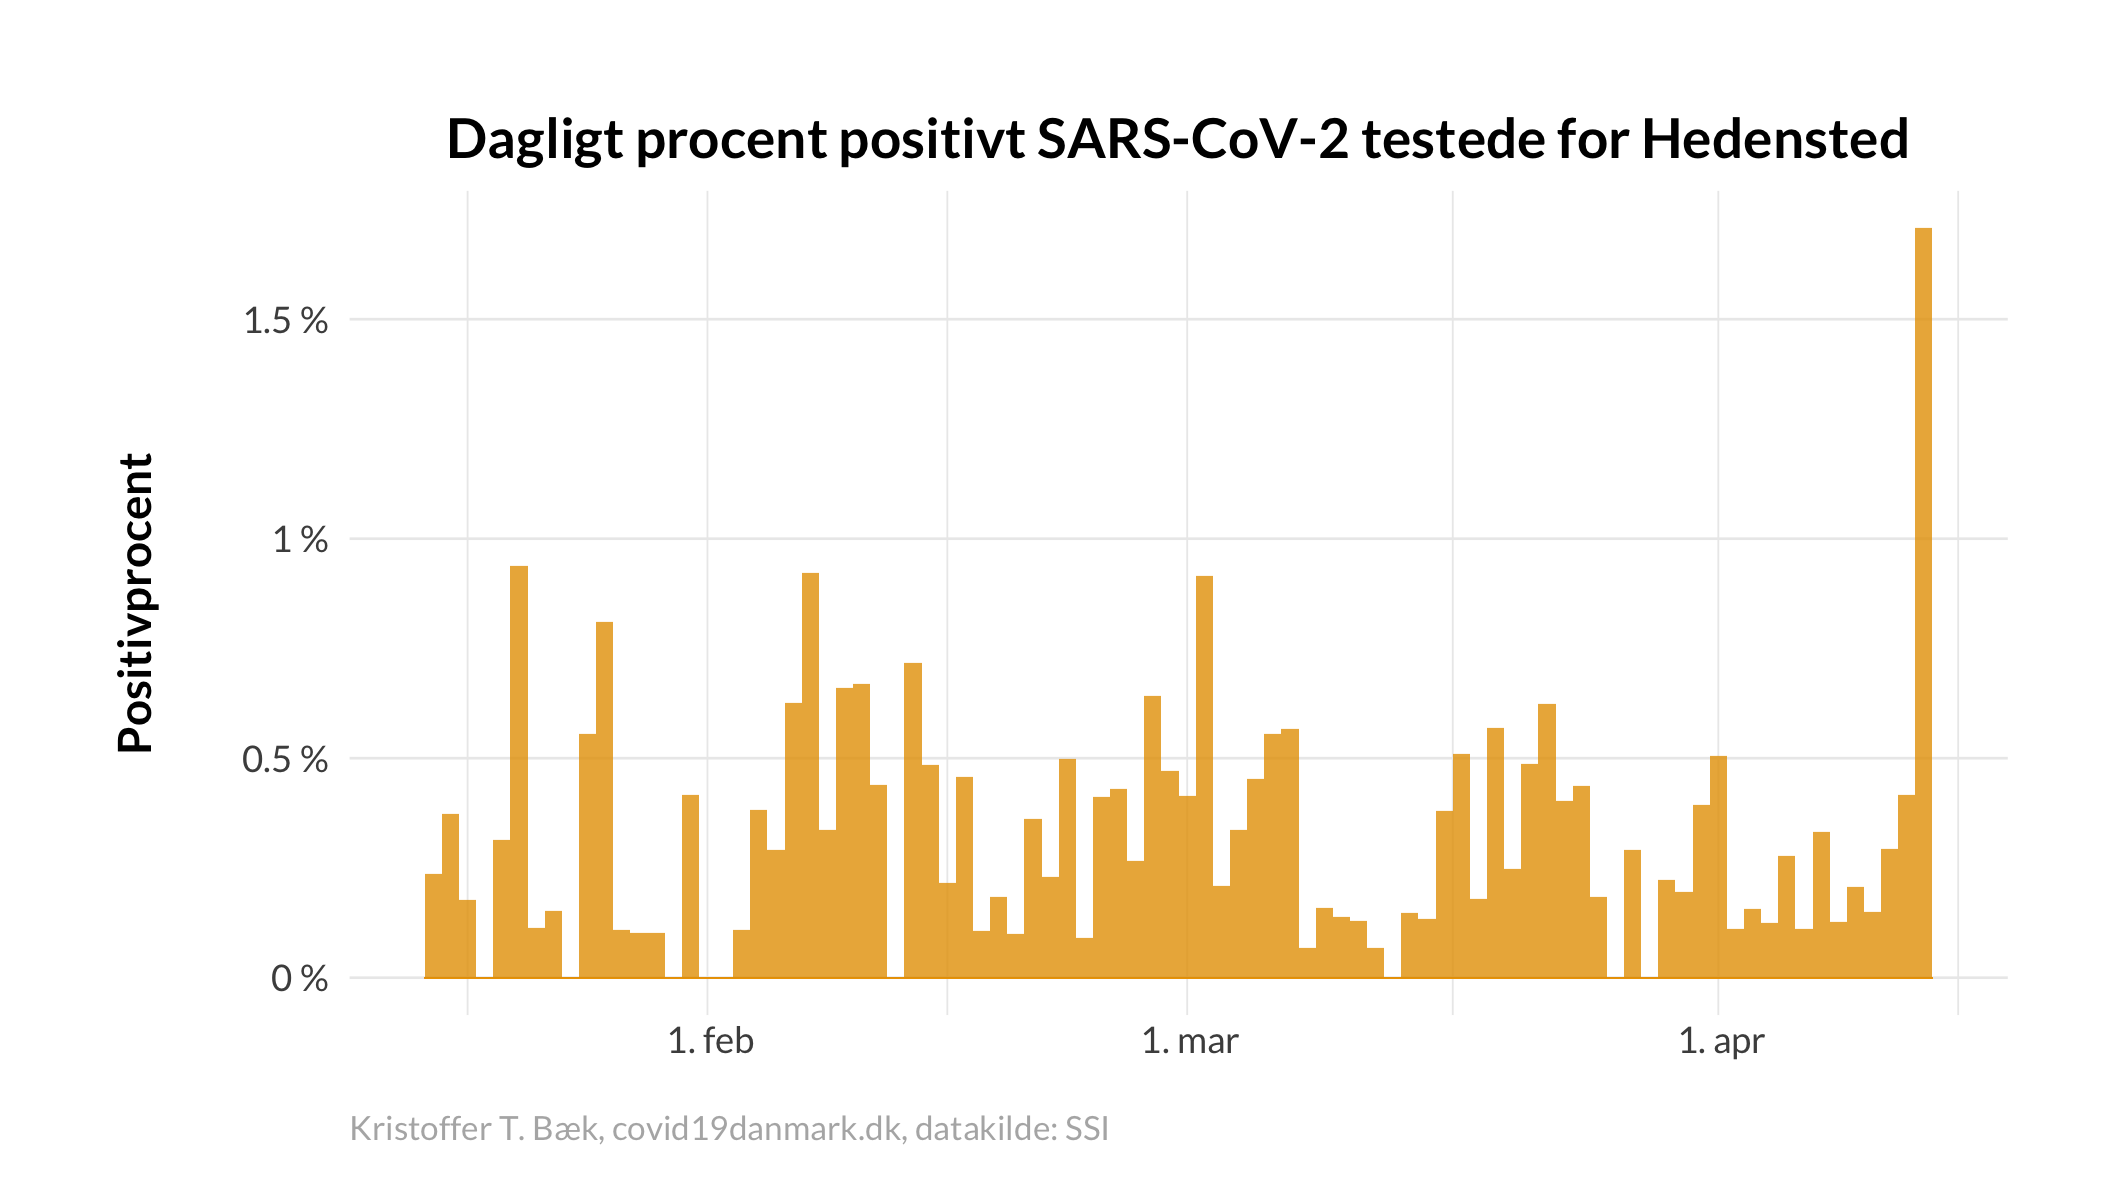 Dagligt procent positivt SARS-CoV-2 testede for Hedensted
Positivprocent
1.5 %
1 %
0.5 %
0 %
1. feb
1. mar
1. apr
Kristoffer T. Bæk, covid19danmark.dk, datakilde: SSI